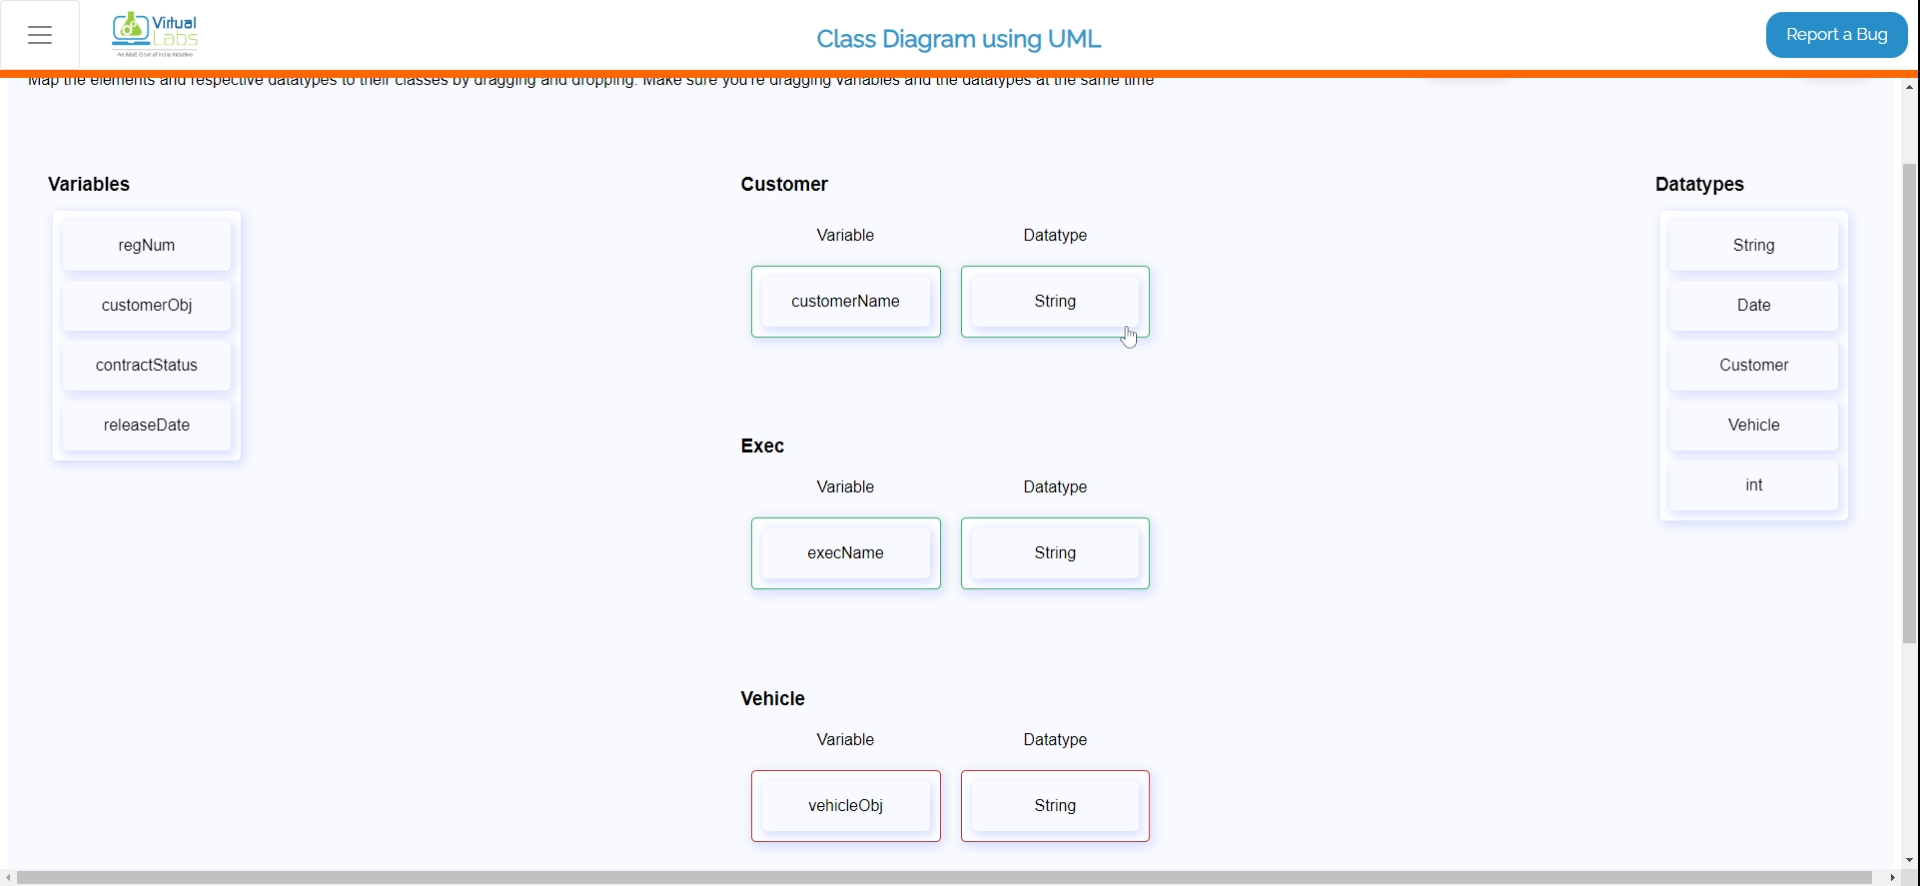 Virtual
Labs
An MoE Govt of India Initiative
Class Diagram using UML
Report a Bug
Map the elements and respective datatypes to their classes by dragging and dropping. Make sure you're dragging variables and the datatypes at the same time
Variables
regNum
customerObj
contractStatus
releaseDate
Customer
Variable Datatype
customerName String
Exec
Variable Datatype
execName String
Vehicle
Variable Datatype
vehicleObj String
Datatypes
String
Date
Customer
Vehicle
int